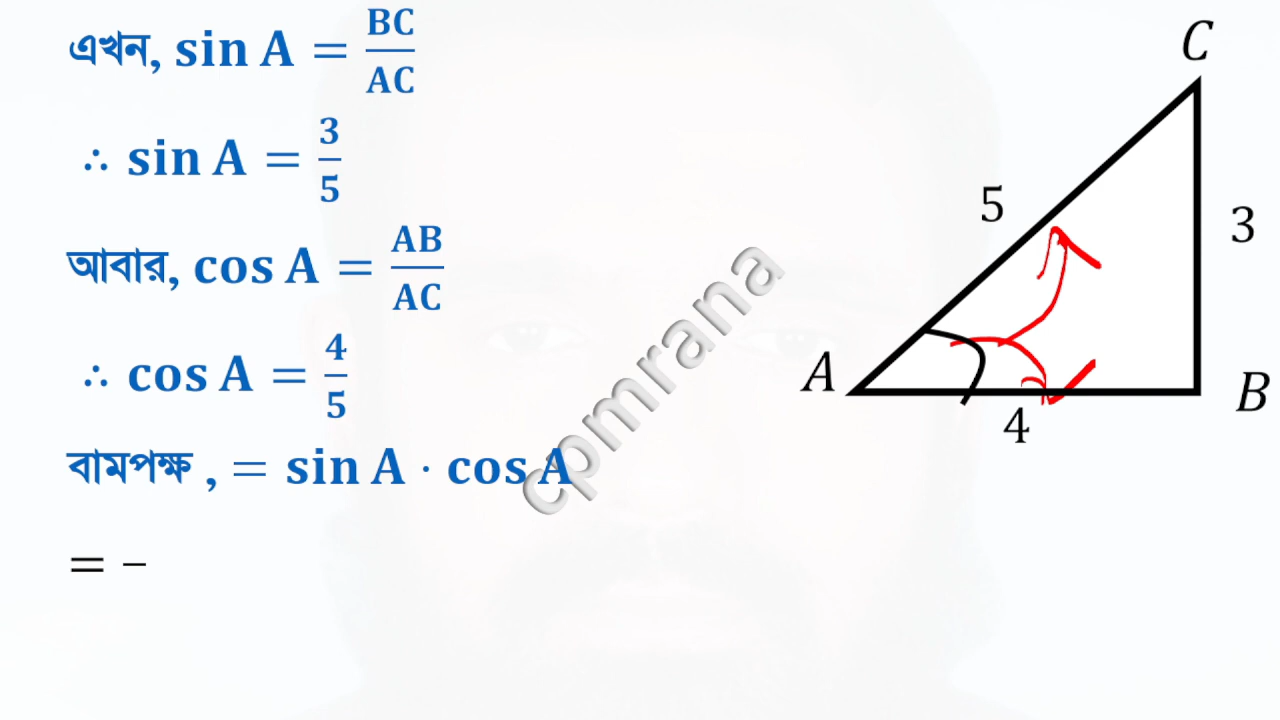 এখন, sin A = BC/AC
∴ sin A = 3/5
আবার, cos A = AB/AC
∴ cos A = 4/5
বামপক্ষ , = sin A · cos A
= −
C
5
3
A
B
4
cpmrana